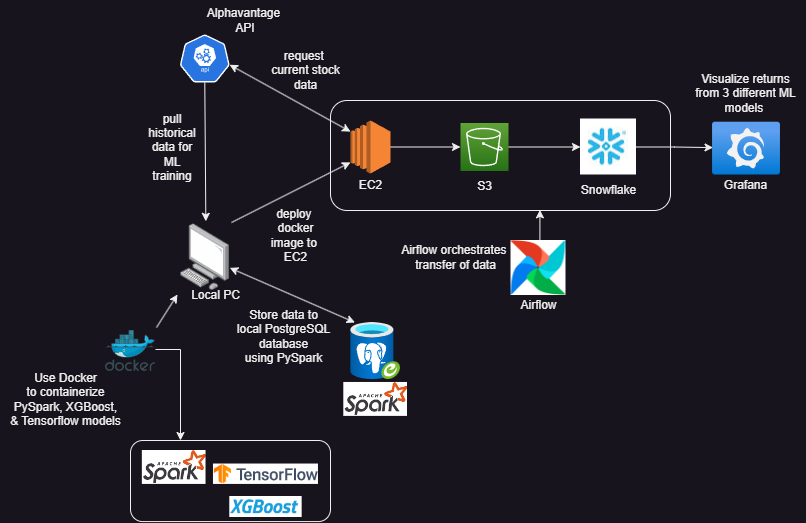 Alphavantage
API
api
request
current stock
data
pull
historical
data for
ML
training
Visualize returns
from 3 different ML
models
EC2
S3
Snowflake
Grafana
deploy
docker
image to
EC2
Airflow orchestrates
transfer of data
Airflow
Local PC
Store data to
local PostgreSQL
database
using PySpark
docker
Use Docker
to containerize
PySpark, XGBoost,
& Tensorflow models
APACHE
Spark
APACHE
Spark
TensorFlow
XGBoost